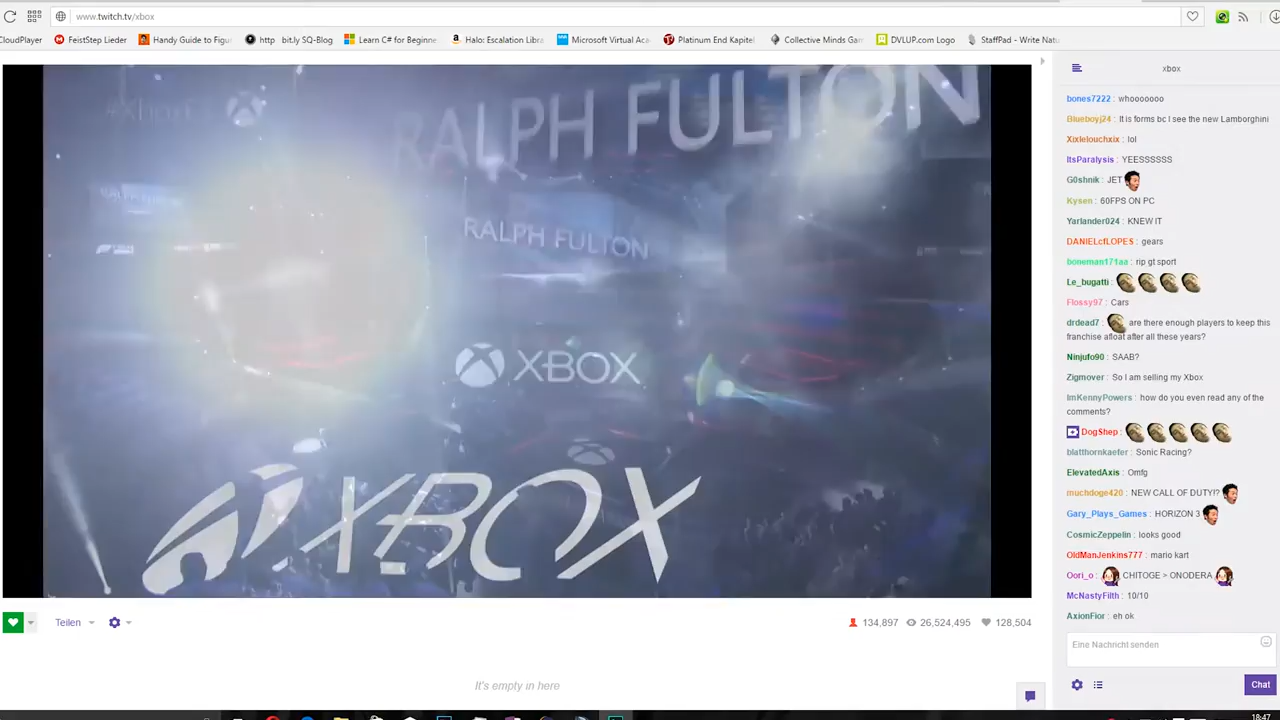 www.twitch.tv/xbox
CloudPlayer
FeistStep Lieder
Handy Guide to Figu
http
bit.ly SQ-Blog
Learn C# for Beginne
Halo: Escalation Libra
Microsoft Virtual Aca
Platinum End Kapitel
Collective Minds Gam
DVLUP.com Logo
StaffPad - Write Natu
ALPH FULTON
RALPH FULTON
XBOX
XBOX
Teilen
134,897
26,524,495
128,504
It's empty in here
xbox
bones7222 : whooooooo
Blueboyj24 : It is forms bc I see the new Lamborghini
Xixlelouchxix : lol
ItsParalysis : YEESSSSSS
G0shnik : JET
Kysen : 60FPS ON PC
Yarlander024 : KNEW IT
DANIELcfLOPES : gears
boneman171aa : rip gt sport
Le_bugatti :
Flossy97 : Cars
drdead7 : are there enough players to keep this
franchise afloat after all these years?
Ninjufo90 : SAAB?
Zigmover : So I am selling my Xbox
ImKennyPowers : how do you even read any of the
comments?
DogShep :
blatthornkaefer : Sonic Racing?
ElevatedAxis : Omfg
muchdoge420 : NEW CALL OF DUTY!?
Gary_Plays_Games : HORIZON 3
CosmicZeppelin : looks good
OldManJenkins777 : mario kart
Oori_o : CHITOGE > ONODERA
McNastyFilth : 10/10
AxionFior : eh ok
Eine Nachricht senden
Chat
18:47